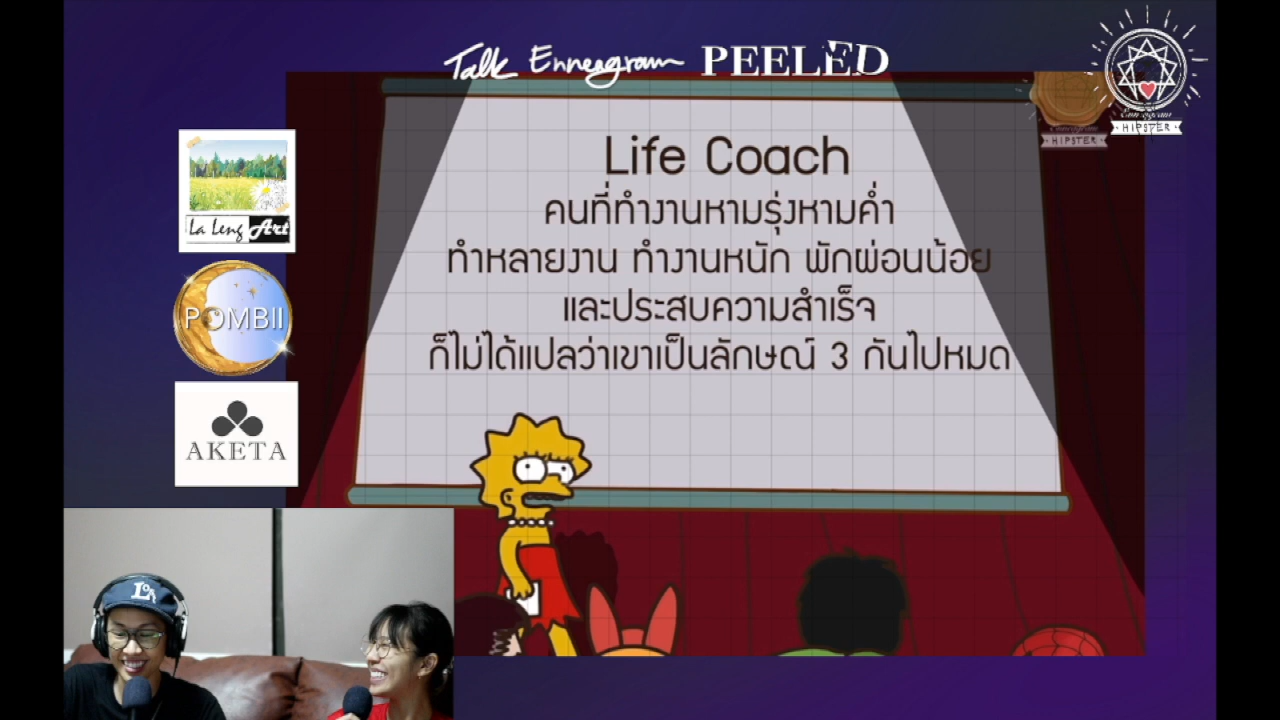 Talk Enneagram PEELED
Enneagram
HIPSTER
HIPSTER
La Leng Art
POMBII
AKETA
Life Coach
คนที่ทำงานหามรุ่งหามค่ำ
ทำหลายงาน ทำงานหนัก พักผ่อนน้อย
และประสบความสำเร็จ
ก็ไม่ได้แปลว่าเขาเป็นลักษณ์ 3 กันไปหมด
LA